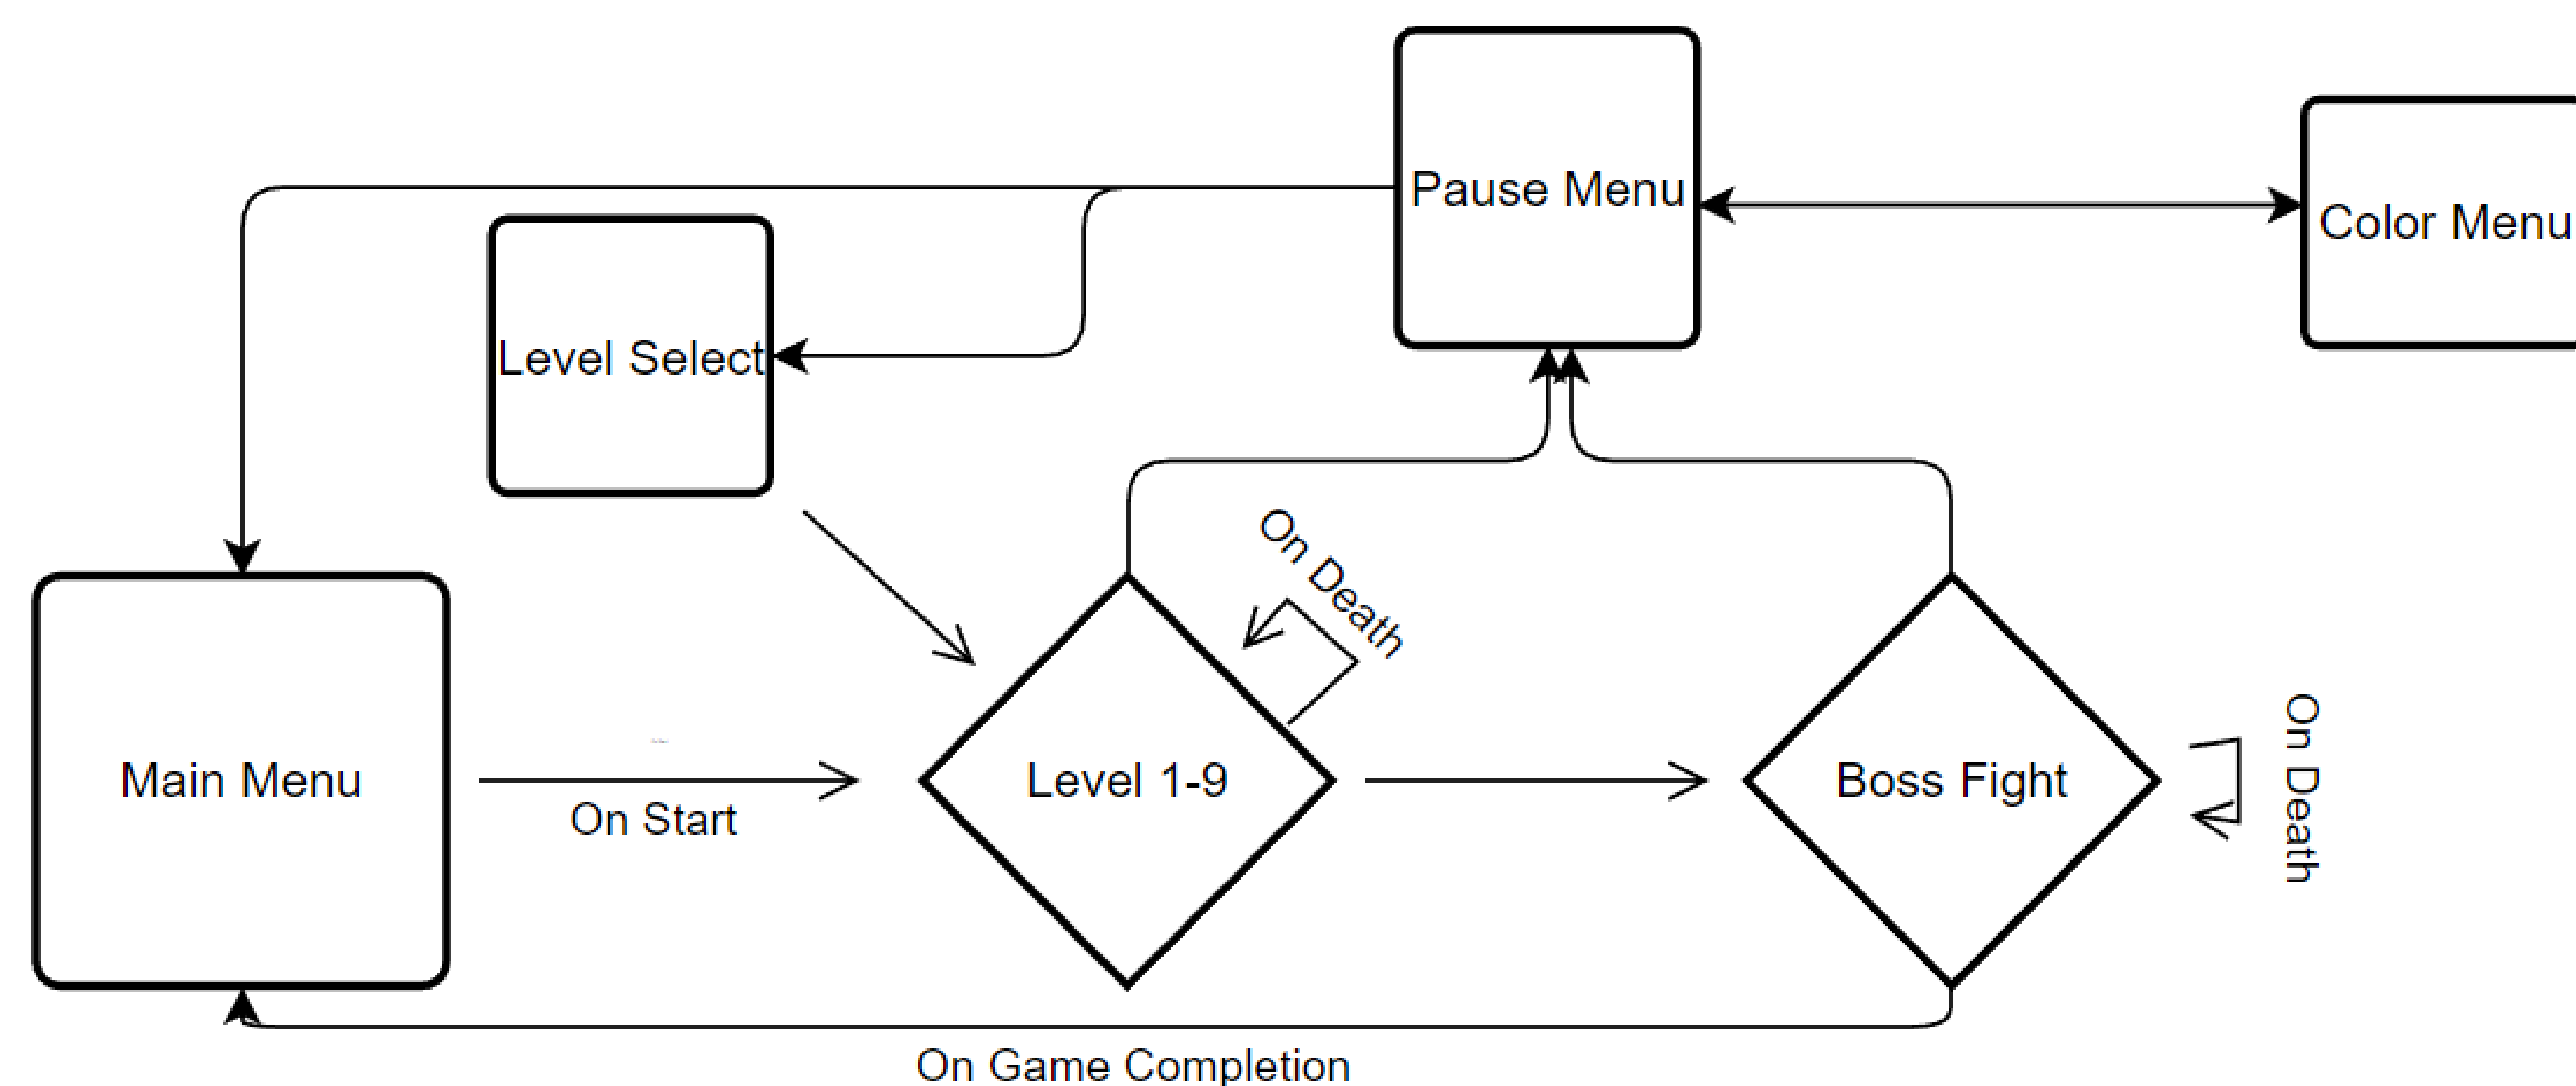 Pause Menu
Color Menu
Level Select
On Death
Main Menu
On Start
Level 1-9
Boss Fight
On Death
On Game Completion